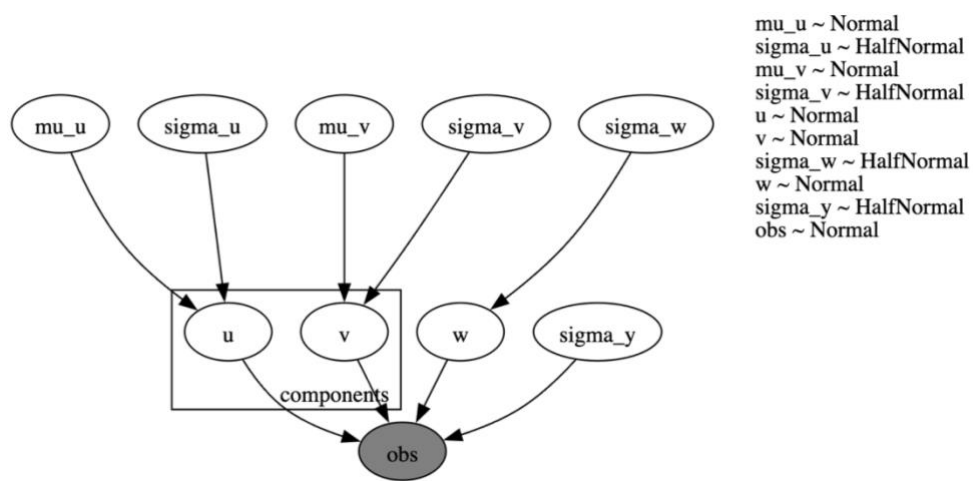 mu_u ~ Normal
sigma_u ~ HalfNormal
mu_v ~ Normal
sigma_v ~ HalfNormal
u ~ Normal
v ~ Normal
sigma_w ~ HalfNormal
w ~ Normal
sigma_y ~ HalfNormal
obs ~ Normal
mu_u
sigma_u
mu_v
sigma_v
sigma_w
u
v
w
sigma_y
components
obs